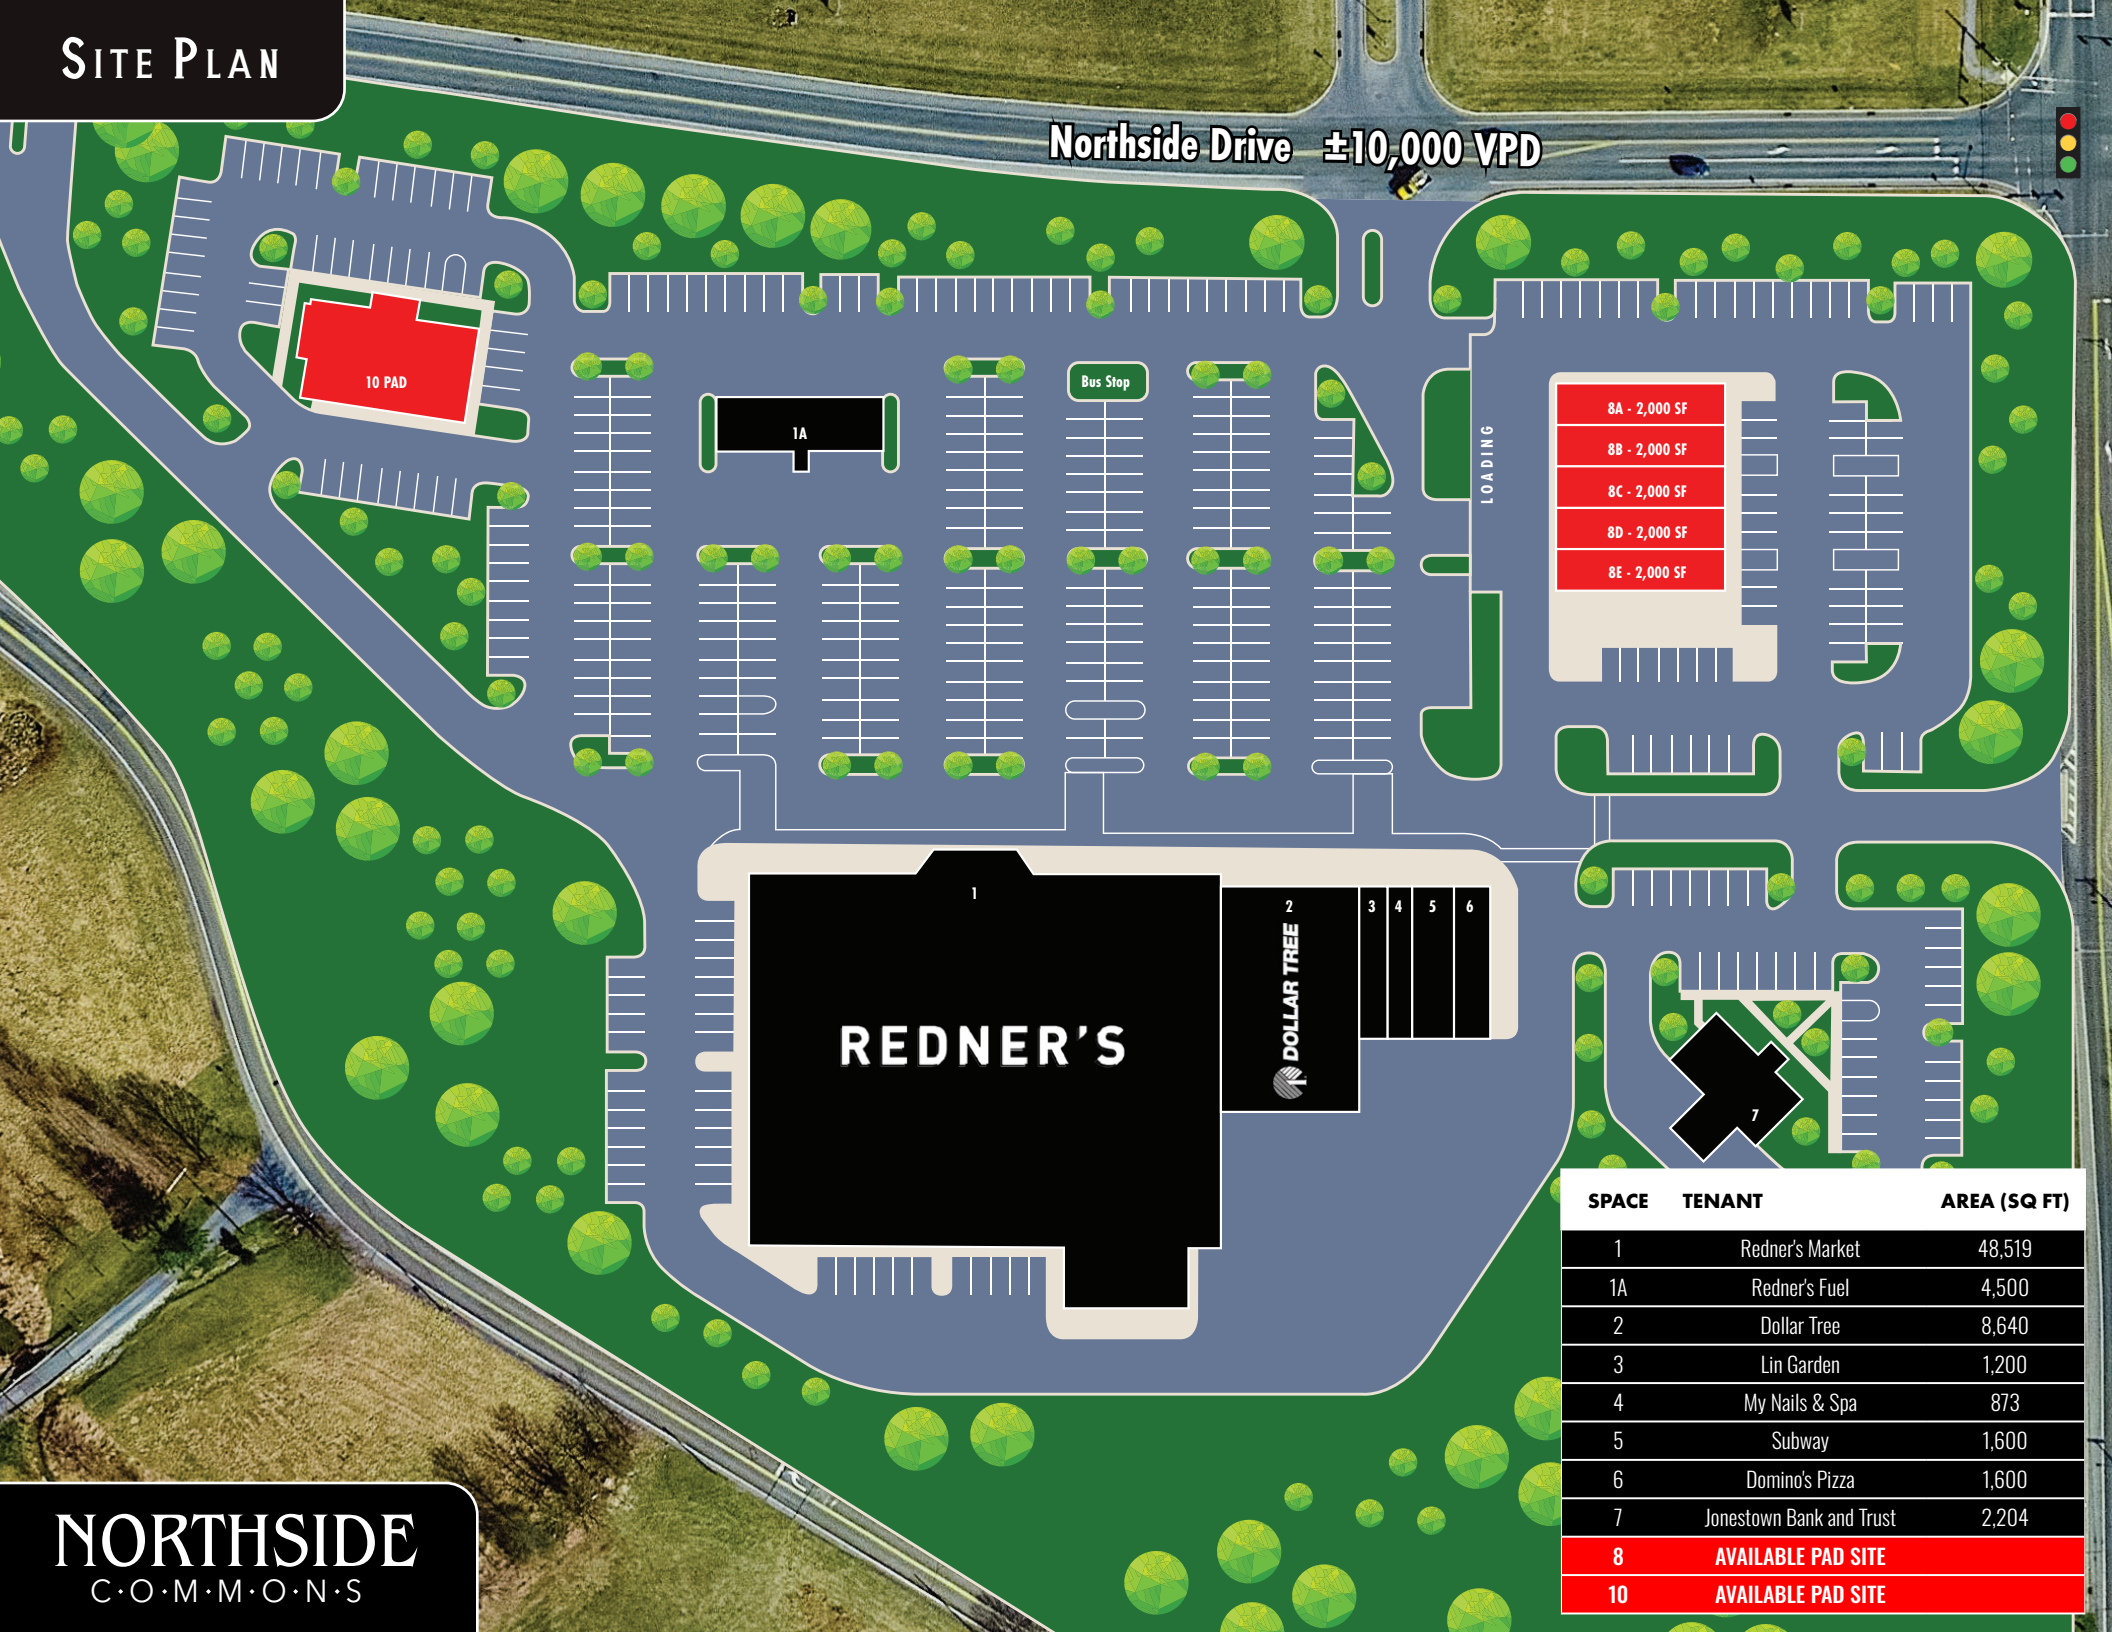 SITE PLAN
Northside Drive ±10,000 VPD
10 PAD
1A
Bus Stop
LOADING
8A - 2,000 SF
8B - 2,000 SF
8C - 2,000 SF
8D - 2,000 SF
8E - 2,000 SF
1
REDNER'S
2
DOLLAR TREE
3
4
5
6
7
SPACE TENANT AREA (SQ FT)
1 Redner's Market 48,519
1A Redner's Fuel 4,500
2 Dollar Tree 8,640
3 Lin Garden 1,200
4 My Nails & Spa 873
5 Subway 1,600
6 Domino's Pizza 1,600
7 Jonestown Bank and Trust 2,204
8 AVAILABLE PAD SITE
10 AVAILABLE PAD SITE
NORTHSIDE
C·O·M·M·O·N·S